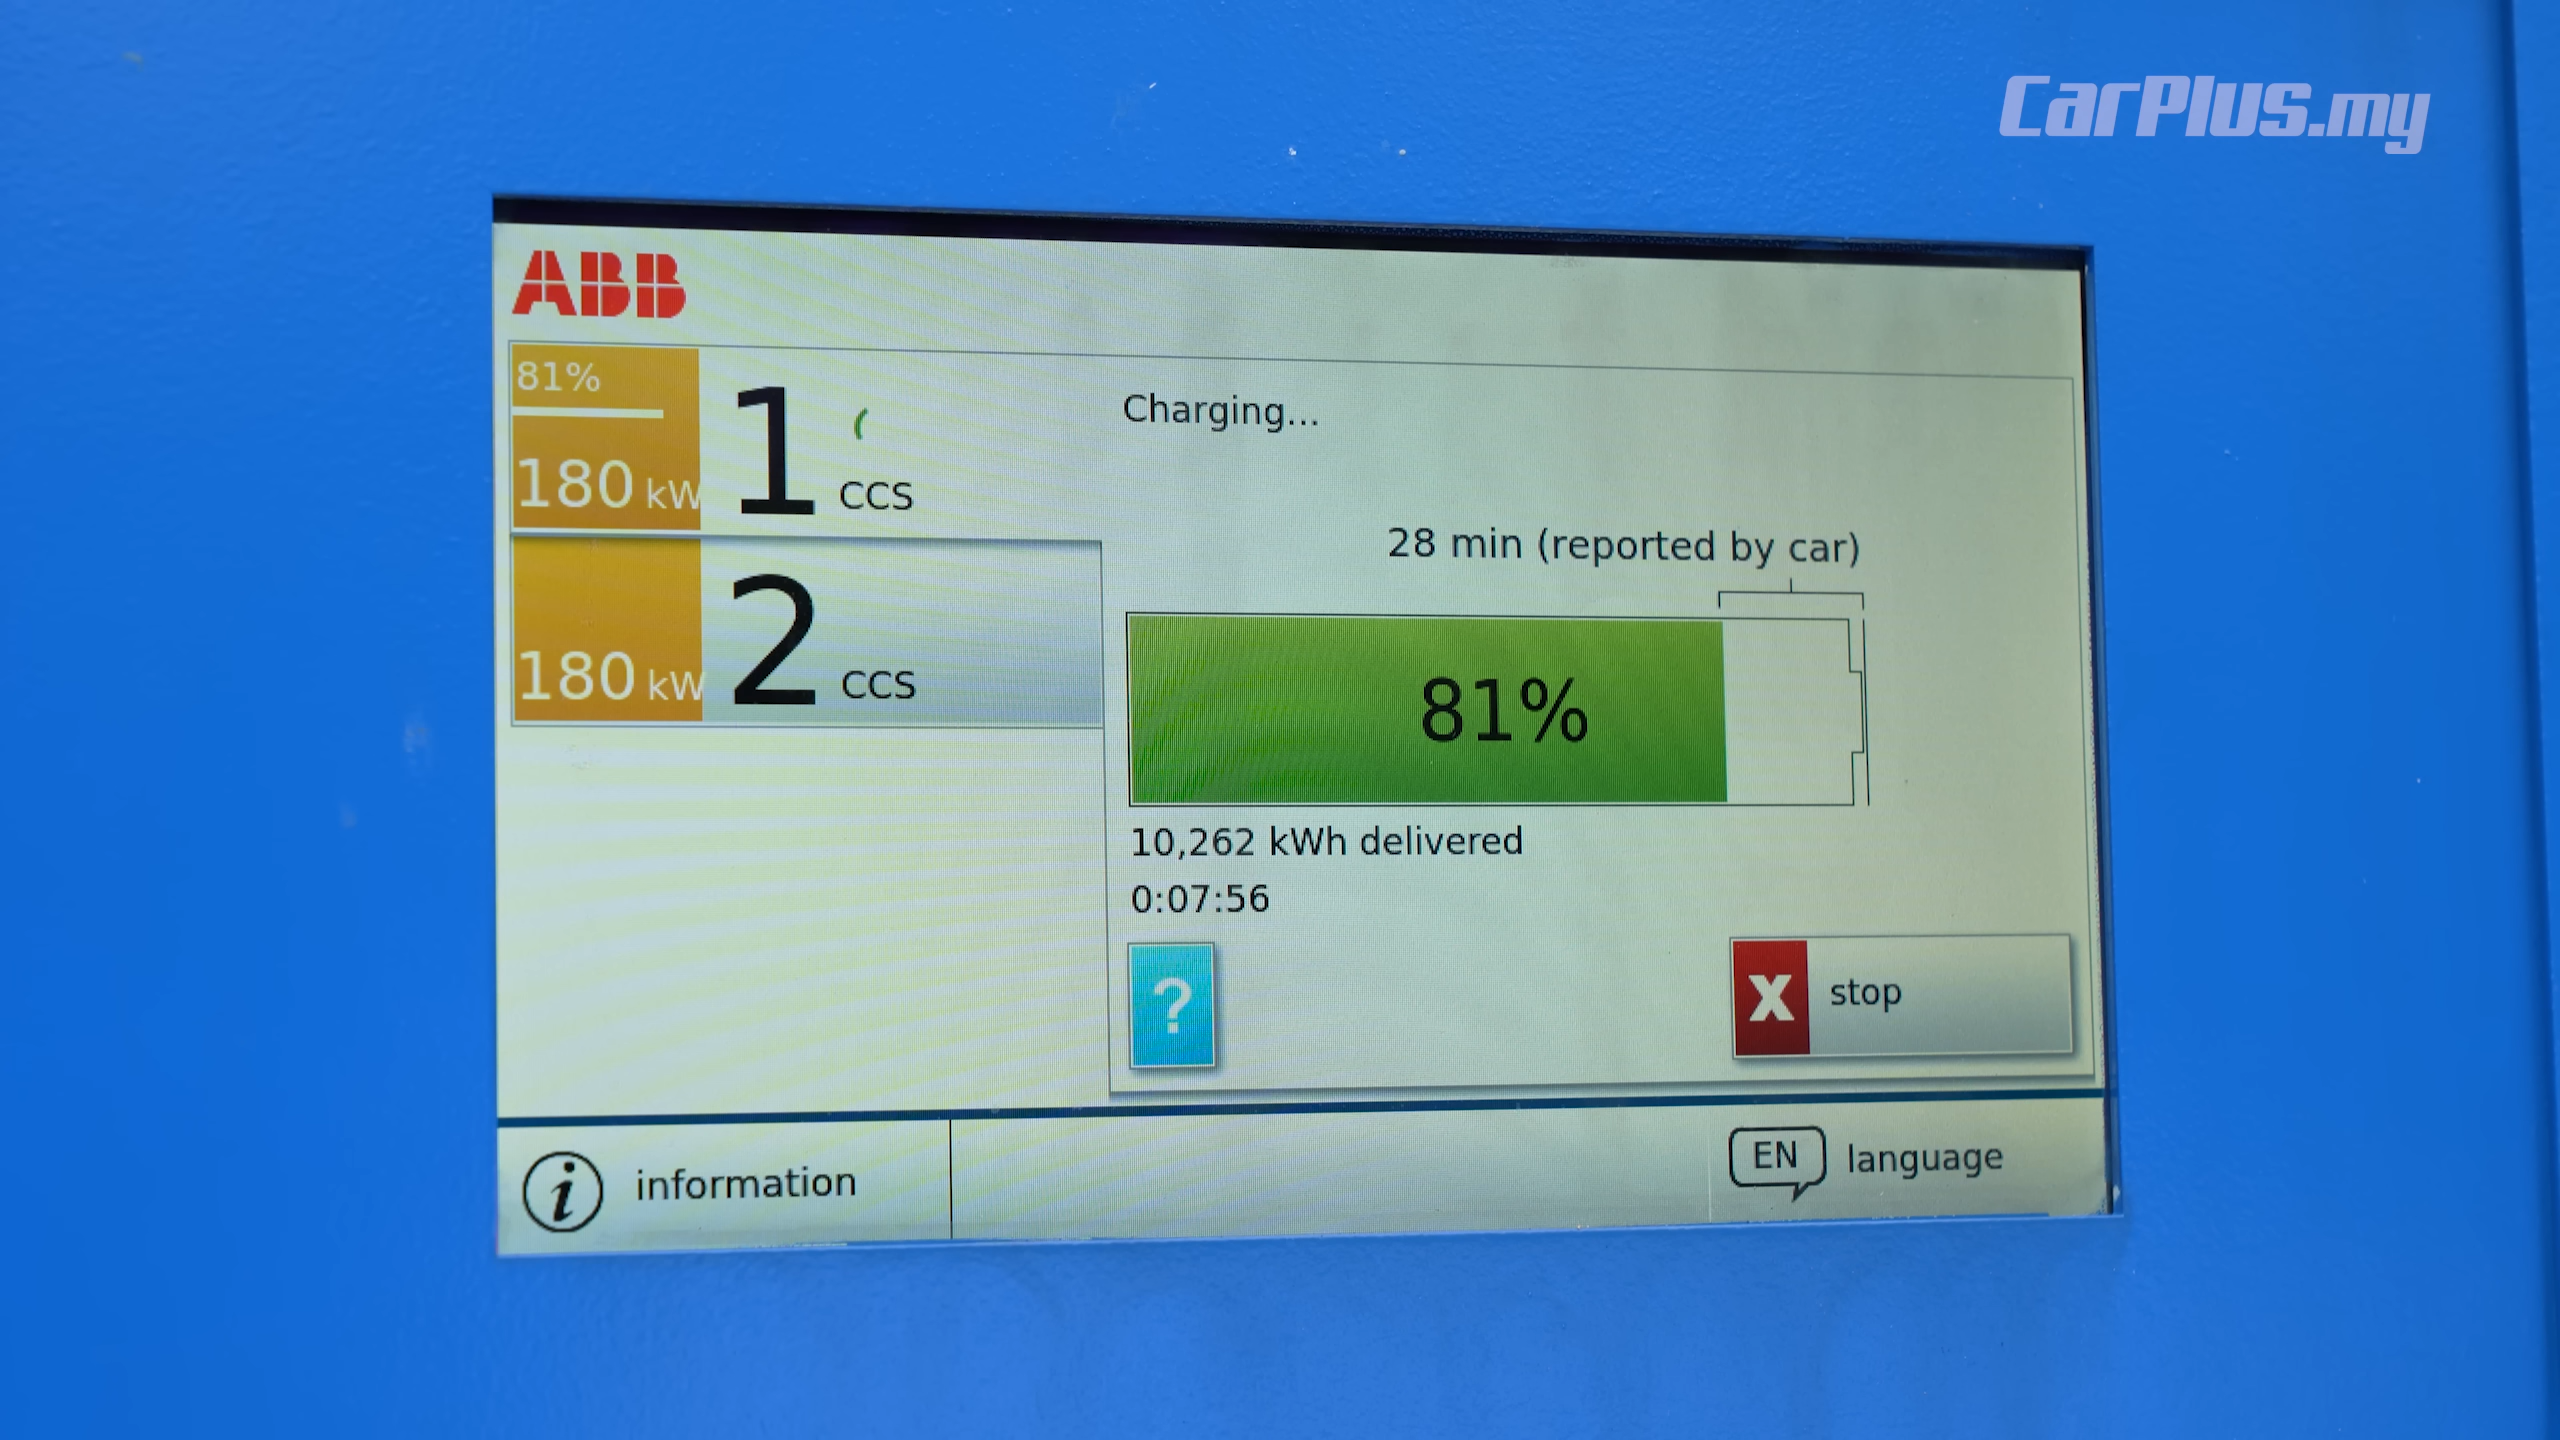 CarPlus.my
ABB
81%
180 kW
1
CCS
180 kW
2
CCS
Charging...
28 min (reported by car)
81%
10,262 kWh delivered
0:07:56
?
X stop
i information
EN language